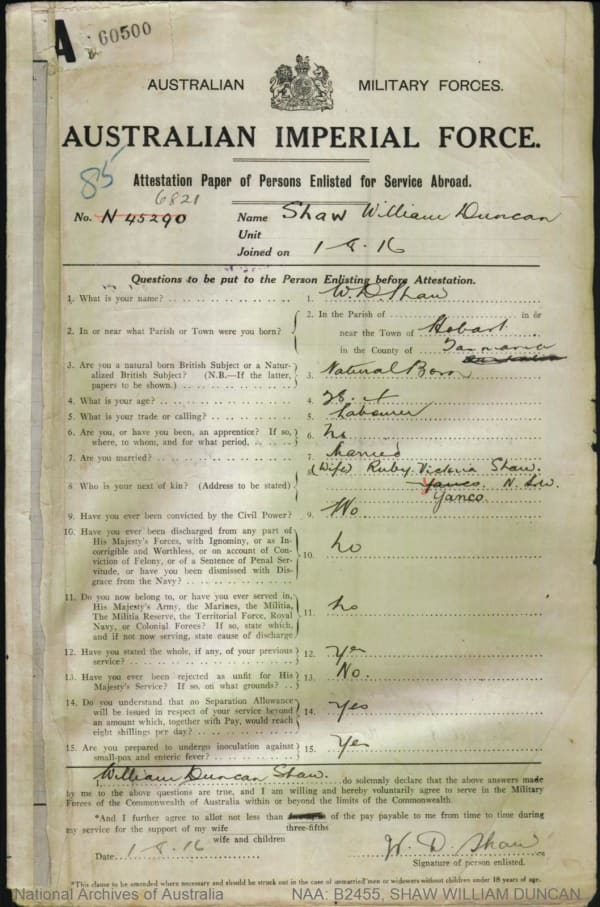 A 60500
AUSTRALIAN MILITARY FORCES.
AUSTRALIAN IMPERIAL FORCE.
85
Attestation Paper of Persons Enlisted for Service Abroad.
6821
No. N 45290 Name Shaw William Duncan
Unit
Joined on 1-8-16
Questions to be put to the Person Enlisting before Attestation.
1. What is your name? 1. W.D. Shaw
2. In or near what Parish or Town were you born? 2. In the Parish of in or
near the Town of Hobart
in the County of Tasmania
3. Are you a natural born British Subject or a Natur-
alized British Subject? (N.B.—If the latter,
papers to be shown.) 3. Natural Born
4. What is your age? 4. 28
5. What is your trade or calling? 5. Labourer
6. Are you, or have you been, an apprentice? If so,
where, to whom, and for what period, 6. No
7. Are you married? 7. Married
8. Who is your next of kin? (Address to be stated) 8. (Wife) Ruby Victoria Shaw.
Yanco N.S.W.
Yanco
9. Have you ever been convicted by the Civil Power? 9. No
10. Have you ever been discharged from any part of
His Majesty's Forces, with Ignominy, or as In-
corrigible and Worthless, or on account of Con-
viction of Felony, or of a Sentence of Penal Ser-
vitude, or have you been dismissed with Dis-
grace from the Navy? 10. No
11. Do you now belong to, or have you ever served in,
His Majesty's Army, the Marines, the Militia,
The Militia Reserve, the Territorial Force, Royal
Navy, or Colonial Forces? If so, state which,
and if not now serving, state cause of discharge 11. No
12. Have you stated the whole, if any, of your previous
service? 12. Yes
13. Have you ever been rejected as unfit for His
Majesty's Service? If so, on what grounds? 13. No.
14. Do you understand that no Separation Allowance
will be issued in respect of your service beyond
an amount which, together with Pay, would reach
eight shillings per day? 14. Yes
15. Are you prepared to undergo inoculation against
small-pox and enteric fever? 15. Yes
I, William Duncan Shaw. do solemnly declare that the above answers made
by me to the above questions are true, and I am willing and hereby voluntarily agree to serve in the Military
Forces of the Commonwealth of Australia within or beyond the limits of the Commonwealth.
*And I further agree to allot not less than of the pay payable to me from time to time during
my service for the support of my wife three-fifths
wife and children
Date 1-8-16 W. D. Shaw
Signature of person enlisted.
*This clause to be amended where necessary and should be struck out in the case of unmarried men or widowers without children under 18 years of age.
National Archives of Australia NAA: B2455, SHAW WILLIAM DUNCAN